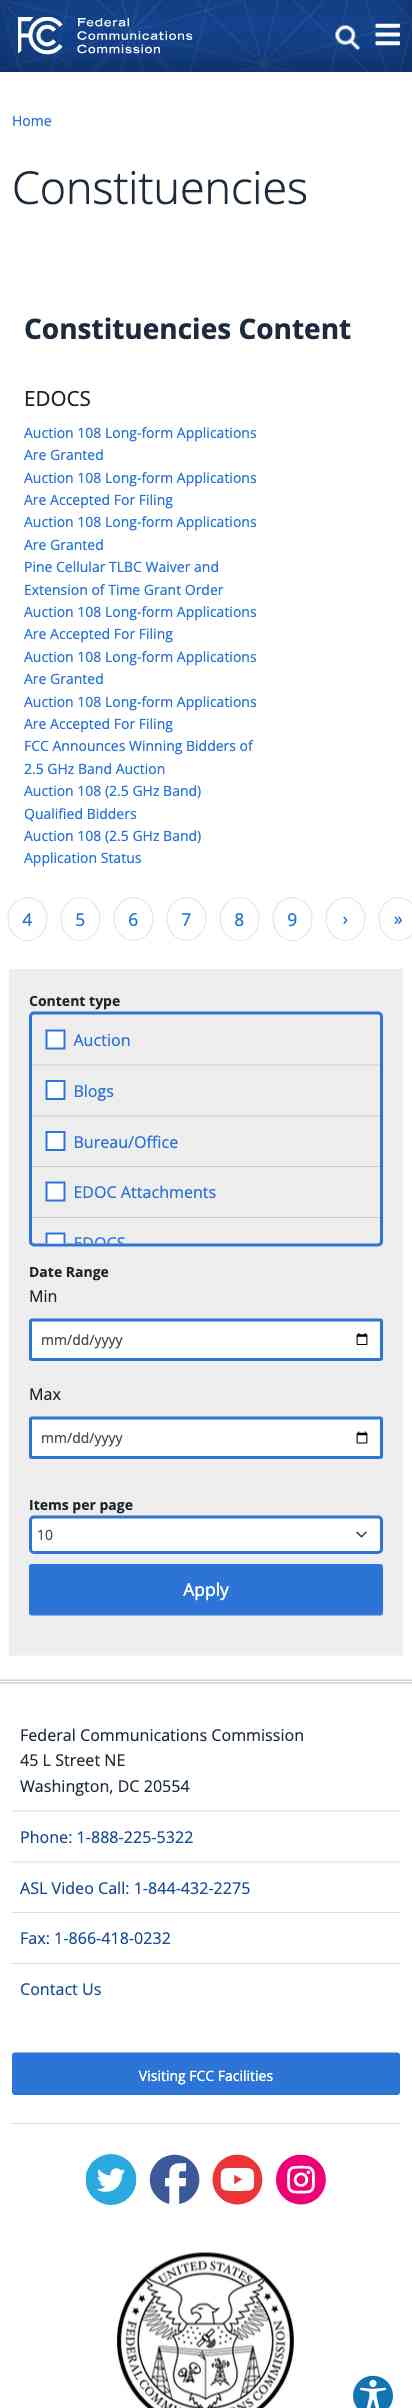 FCC Federal
Communications
Commission
Home
Constituencies
Constituencies Content
EDOCS
Auction 108 Long-form Applications
Are Granted
Auction 108 Long-form Applications
Are Accepted For Filing
Auction 108 Long-form Applications
Are Granted
Pine Cellular TLBC Waiver and
Extension of Time Grant Order
Auction 108 Long-form Applications
Are Accepted For Filing
Auction 108 Long-form Applications
Are Granted
Auction 108 Long-form Applications
Are Accepted For Filing
FCC Announces Winning Bidders of
2.5 GHz Band Auction
Auction 108 (2.5 GHz Band)
Qualified Bidders
Auction 108 (2.5 GHz Band)
Application Status
4 5 6 7 8 9 › »
Content type
Auction
Blogs
Bureau/Office
EDOC Attachments
EDOCS
Date Range
Min
mm/dd/yyyy
Max
mm/dd/yyyy
Items per page
10
Apply
Federal Communications Commission
45 L Street NE
Washington, DC 20554
Phone: 1-888-225-5322
ASL Video Call: 1-844-432-2275
Fax: 1-866-418-0232
Contact Us
Visiting FCC Facilities
UNITED STATES